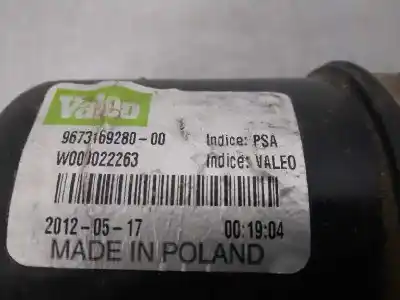 Valeo
9673169280-00 Indice: PSA
W000022263 Indice: VALEO
2012-05-17 00:19:04
MADE IN POLAND